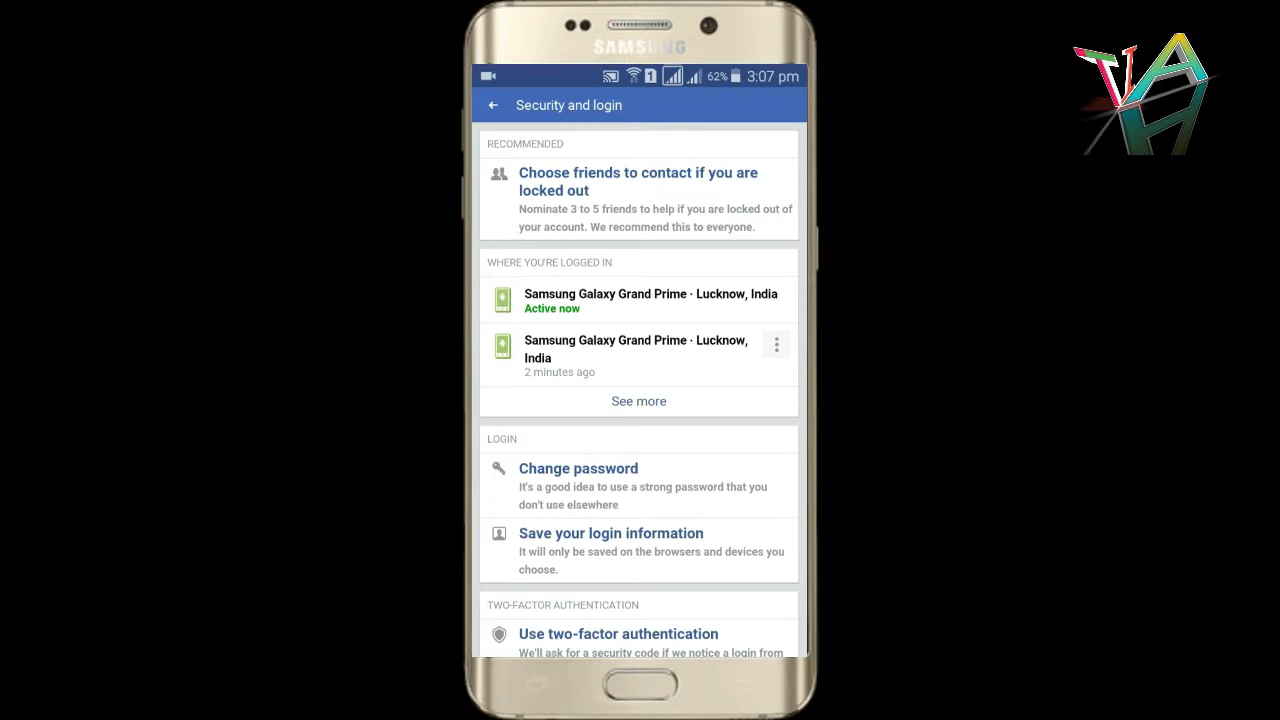 SAMSUNG
1 62% 3:07 pm
Security and login
RECOMMENDED
Choose friends to contact if you are
locked out
Nominate 3 to 5 friends to help if you are locked out of
your account. We recommend this to everyone.
WHERE YOU'RE LOGGED IN
Samsung Galaxy Grand Prime · Lucknow, India
Active now
Samsung Galaxy Grand Prime · Lucknow,
India
2 minutes ago
See more
LOGIN
Change password
It's a good idea to use a strong password that you
don't use elsewhere
Save your login information
It will only be saved on the browsers and devices you
choose.
TWO-FACTOR AUTHENTICATION
Use two-factor authentication
We'll ask for a security code if we notice a login from